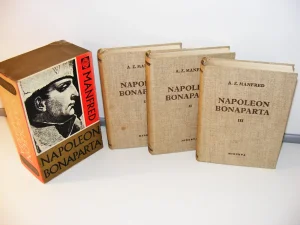 MANFRED
NAPOLEON
BONAPARTA
A. Z. MANFRED
NAPOLEON
BONAPARTA
I
A. Z. MANFRED
NAPOLEON
BONAPARTA
II
A. Z. MANFRED
NAPOLEON
BONAPARTA
III